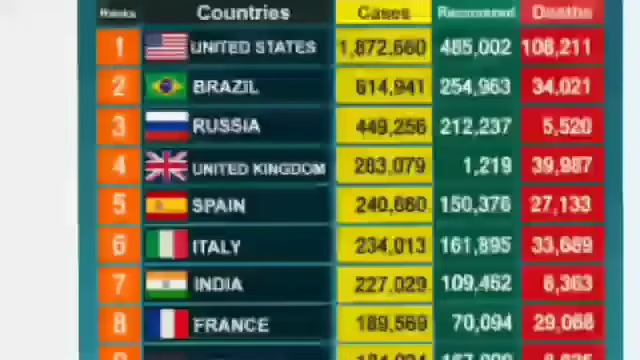 Ranks Countries Cases Recovered Deaths
1 UNITED STATES 1,872,660 485,002 108,211
2 BRAZIL 614,941 254,963 34,021
3 RUSSIA 449,256 212,237 5,520
4 UNITED KINGDOM 283,079 1,219 39,987
5 SPAIN 240,660 150,376 27,133
6 ITALY 234,013 161,895 33,689
7 INDIA 227,029 109,462 6,363
8 FRANCE 189,569 70,094 29,068